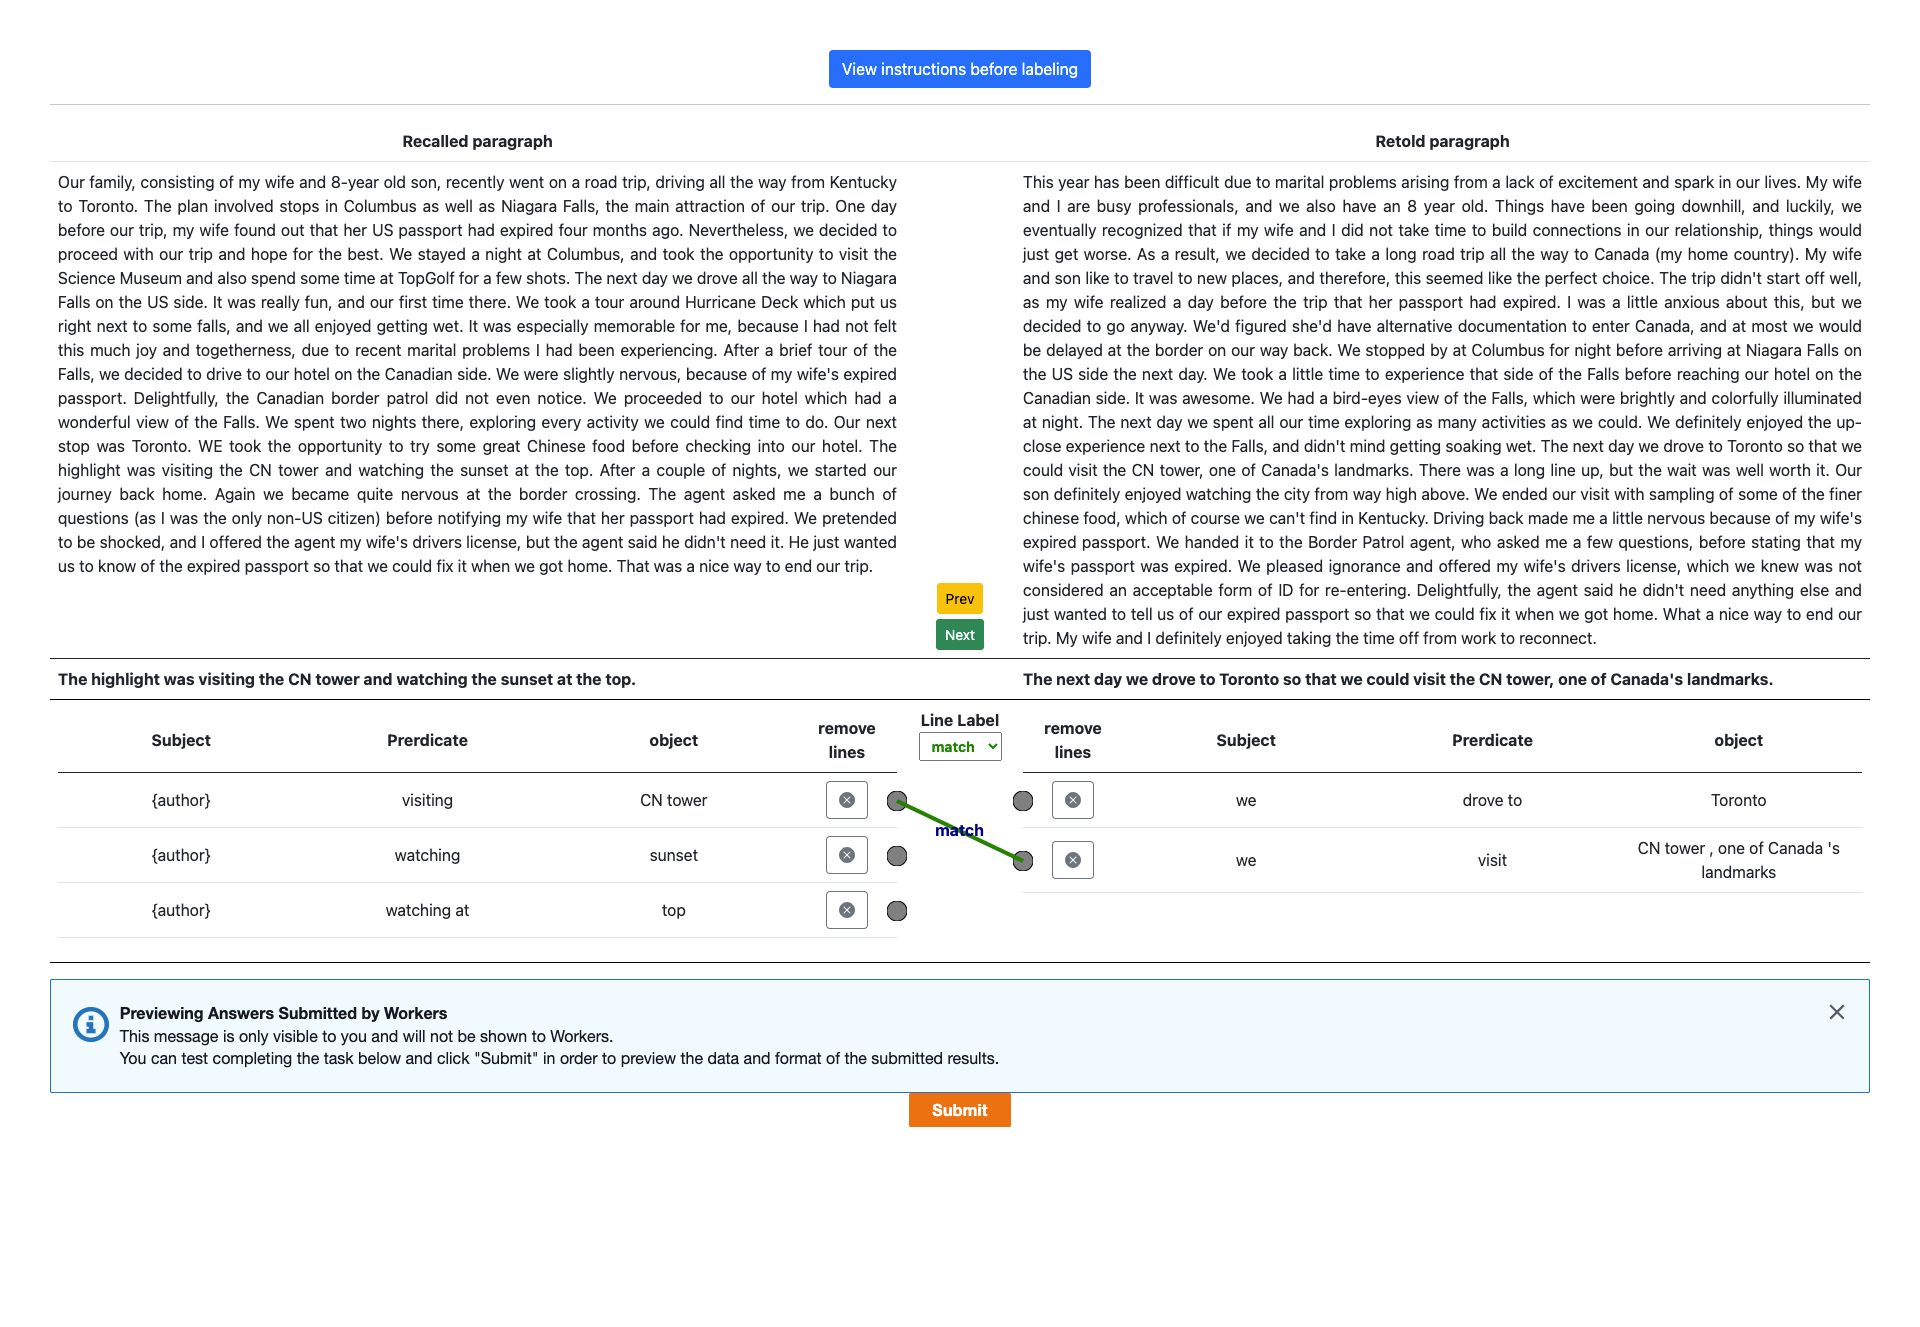 View instructions before labeling
Recalled paragraph
Retold paragraph
Our family, consisting of my wife and 8-year old son, recently went on a road trip, driving all the way from Kentucky
to Toronto. The plan involved stops in Columbus as well as Niagara Falls, the main attraction of our trip. One day
before our trip, my wife found out that her US passport had expired four months ago. Nevertheless, we decided to
proceed with our trip and hope for the best. We stayed a night at Columbus, and took the opportunity to visit the
Science Museum and also spend some time at TopGolf for a few shots. The next day we drove all the way to Niagara
Falls on the US side. It was really fun, and our first time there. We took a tour around Hurricane Deck which put us
right next to some falls, and we all enjoyed getting wet. It was especially memorable for me, because I had not felt
this much joy and togetherness, due to recent marital problems I had been experiencing. After a brief tour of the
Falls, we decided to drive to our hotel on the Canadian side. We were slightly nervous, because of my wife's expired
passport. Delightfully, the Canadian border patrol did not even notice. We proceeded to our hotel which had a
wonderful view of the Falls. We spent two nights there, exploring every activity we could find time to do. Our next
stop was Toronto. WE took the opportunity to try some great Chinese food before checking into our hotel. The
highlight was visiting the CN tower and watching the sunset at the top. After a couple of nights, we started our
journey back home. Again we became quite nervous at the border crossing. The agent asked me a bunch of
questions (as I was the only non-US citizen) before notifying my wife that her passport had expired. We pretended
to be shocked, and I offered the agent my wife's drivers license, but the agent said he didn't need it. He just wanted
us to know of the expired passport so that we could fix it when we got home. That was a nice way to end our trip.
This year has been difficult due to marital problems arising from a lack of excitement and spark in our lives. My wife
and I are busy professionals, and we also have an 8 year old. Things have been going downhill, and luckily, we
eventually recognized that if my wife and I did not take time to build connections in our relationship, things would
just get worse. As a result, we decided to take a long road trip all the way to Canada (my home country). My wife
and son like to travel to new places, and therefore, this seemed like the perfect choice. The trip didn't start off well,
as my wife realized a day before the trip that her passport had expired. I was a little anxious about this, but we
decided to go anyway. We'd figured she'd have alternative documentation to enter Canada, and at most we would
be delayed at the border on our way back. We stopped by at Columbus for night before arriving at Niagara Falls on
the US side the next day. We took a little time to experience that side of the Falls before reaching our hotel on the
Canadian side. It was awesome. We had a bird-eyes view of the Falls, which were brightly and colorfully illuminated
at night. The next day we spent all our time exploring as many activities as we could. We definitely enjoyed the up-
close experience next to the Falls, and didn't mind getting soaking wet. The next day we drove to Toronto so that we
could visit the CN tower, one of Canada's landmarks. There was a long line up, but the wait was well worth it. Our
son definitely enjoyed watching the city from way high above. We ended our visit with sampling of some of the finer
chinese food, which of course we can't find in Kentucky. Driving back made me a little nervous because of my wife's
expired passport. We handed it to the Border Patrol agent, who asked me a few questions, before stating that my
wife's passport was expired. We pleased ignorance and offered my wife's drivers license, which we knew was not
considered an acceptable form of ID for re-entering. Delightfully, the agent said he didn't need anything else and
just wanted to tell us of our expired passport so that we could fix it when we got home. What a nice way to end our
trip. My wife and I definitely enjoyed taking the time off from work to reconnect.
Prev
Next
The highlight was visiting the CN tower and watching the sunset at the top.
The next day we drove to Toronto so that we could visit the CN tower, one of Canada's landmarks.
Subject Prerdicate object remove lines
{author} visiting CN tower
{author} watching sunset
{author} watching at top
Line Label
match
match
remove lines Subject Prerdicate object
we drove to Toronto
we visit CN tower , one of Canada 's
landmarks
Previewing Answers Submitted by Workers
This message is only visible to you and will not be shown to Workers.
You can test completing the task below and click "Submit" in order to preview the data and format of the submitted results.
Submit